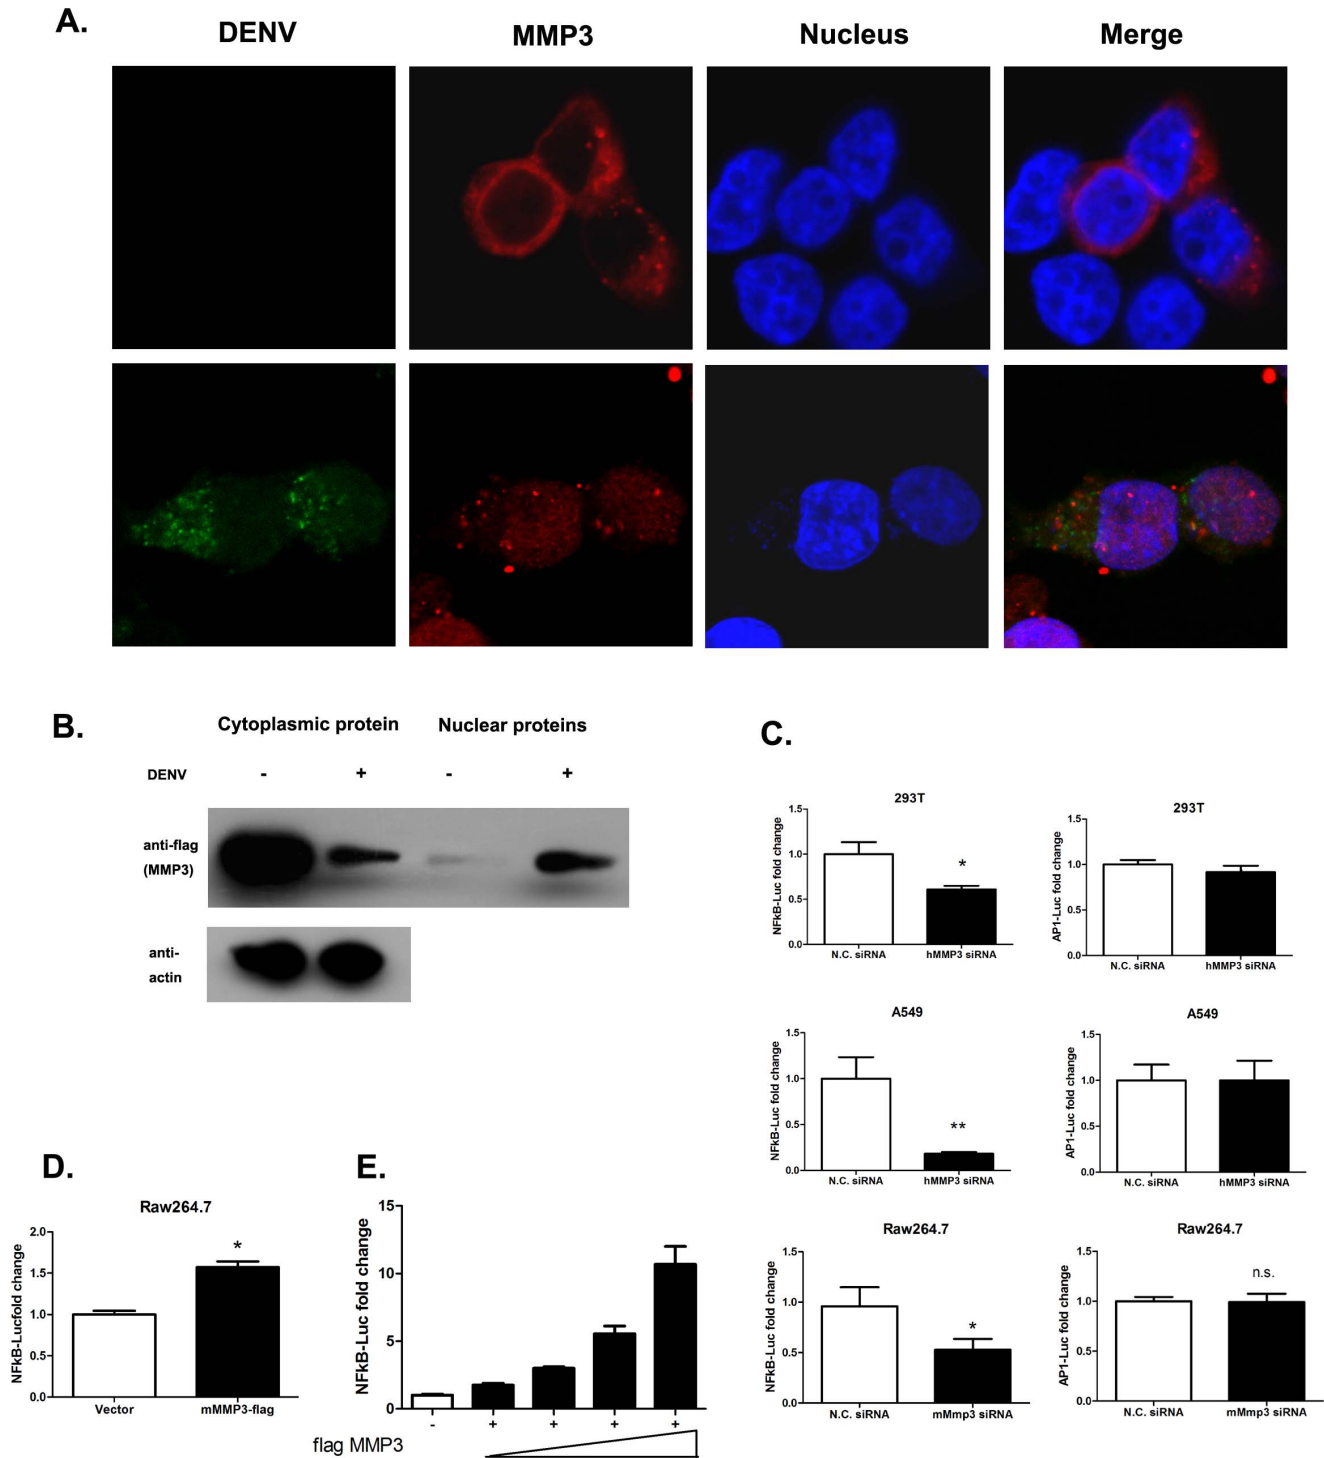 A.
DENV MMP3 Nucleus Merge
B.
Cytoplasmic protein Nuclear proteins
DENV - + - +
anti-flag
(MMP3)
anti-
actin
C.
293T
NFkB-Luc fold change
1.5
1.0
0.5
0.0
N.C. siRNA hMMP3 siRNA
*
293T
AP1-Luc fold change
1.5
1.0
0.5
0.0
N.C. siRNA hMMP3 siRNA
A549
NFkB-Luc fold change
1.5
1.0
0.5
0.0
N.C. siRNA hMMP3 siRNA
**
A549
AP1-Luc fold change
1.5
1.0
0.5
0.0
N.C. siRNA hMMP3 siRNA
Raw264.7
NFkB-Luc fold change
1.5
1.0
0.5
0.0
N.C. siRNA mMmp3 siRNA
*
Raw264.7
AP1-Luc fold change
1.5
1.0
0.5
0.0
N.C. siRNA mMmp3 siRNA
n.s.
D.
Raw264.7
NFkB-Lucfold change
2.0
1.5
1.0
0.5
0.0
Vector mMMP3-flag
*
E.
NFkB-Luc fold change
15
10
5
0
- + + + +
flag MMP3